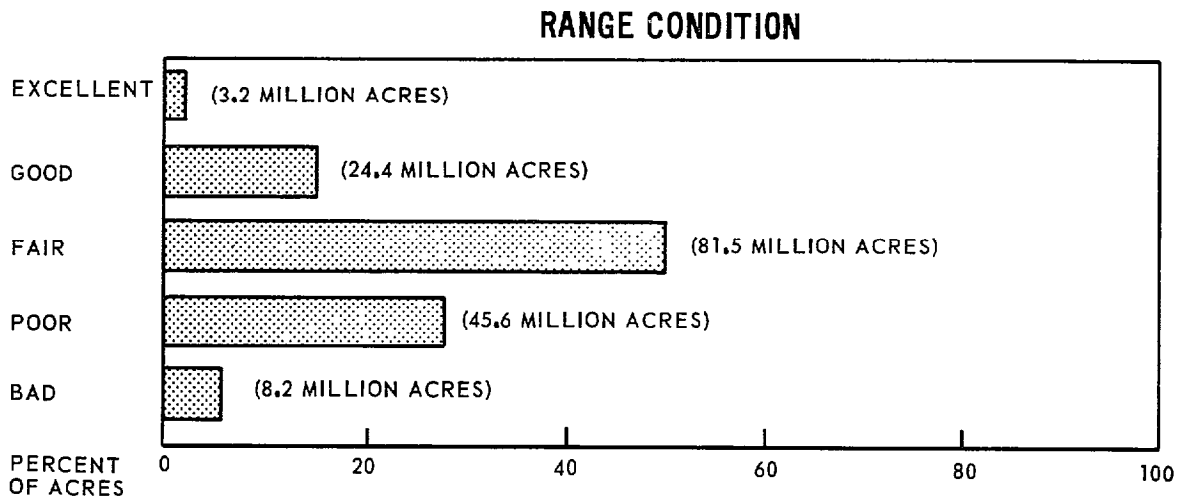 RANGE CONDITION
EXCELLENT (3.2 MILLION ACRES)
GOOD (24.4 MILLION ACRES)
FAIR (81.5 MILLION ACRES)
POOR (45.6 MILLION ACRES)
BAD (8.2 MILLION ACRES)
PERCENT 0 20 40 60 80 100
OF ACRES